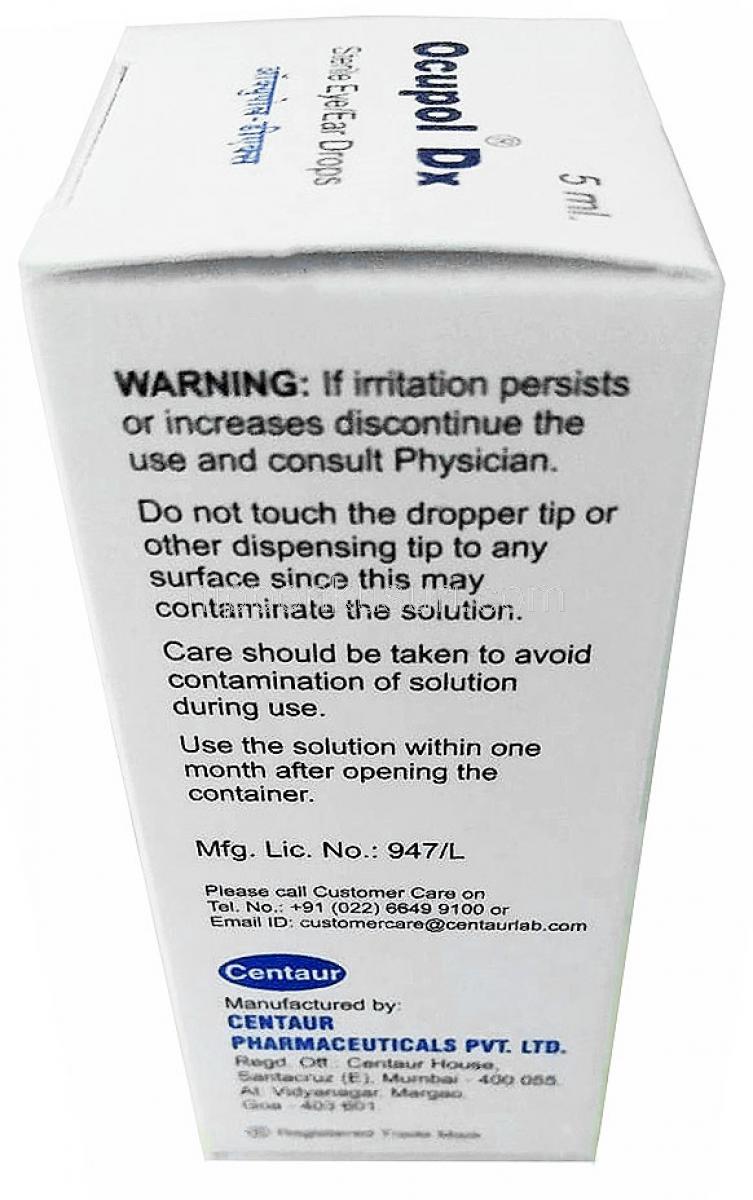 Ocupol® Dx
Sterile Eye/Ear Drops
5 ml.
WARNING: If irritation persists
or increases discontinue the
use and consult Physician.
Do not touch the dropper tip or
other dispensing tip to any
surface since this may
contaminate the solution.
Care should be taken to avoid
contamination of solution
during use.
Use the solution within one
month after opening the
container.
Mfg. Lic. No.: 947/L
Please call Customer Care on
Tel. No.: +91 (022) 6649 9100 or
Email ID: customercare@centaurlab.com
Centaur
Manufactured by:
CENTAUR
PHARMACEUTICALS PVT. LTD.
Regd. Off.: Centaur House,
Santacruz (E), Mumbai - 400 055.
At: Vidyanagar, Margao,
Goa - 403 601.
® Registered Trade Mark